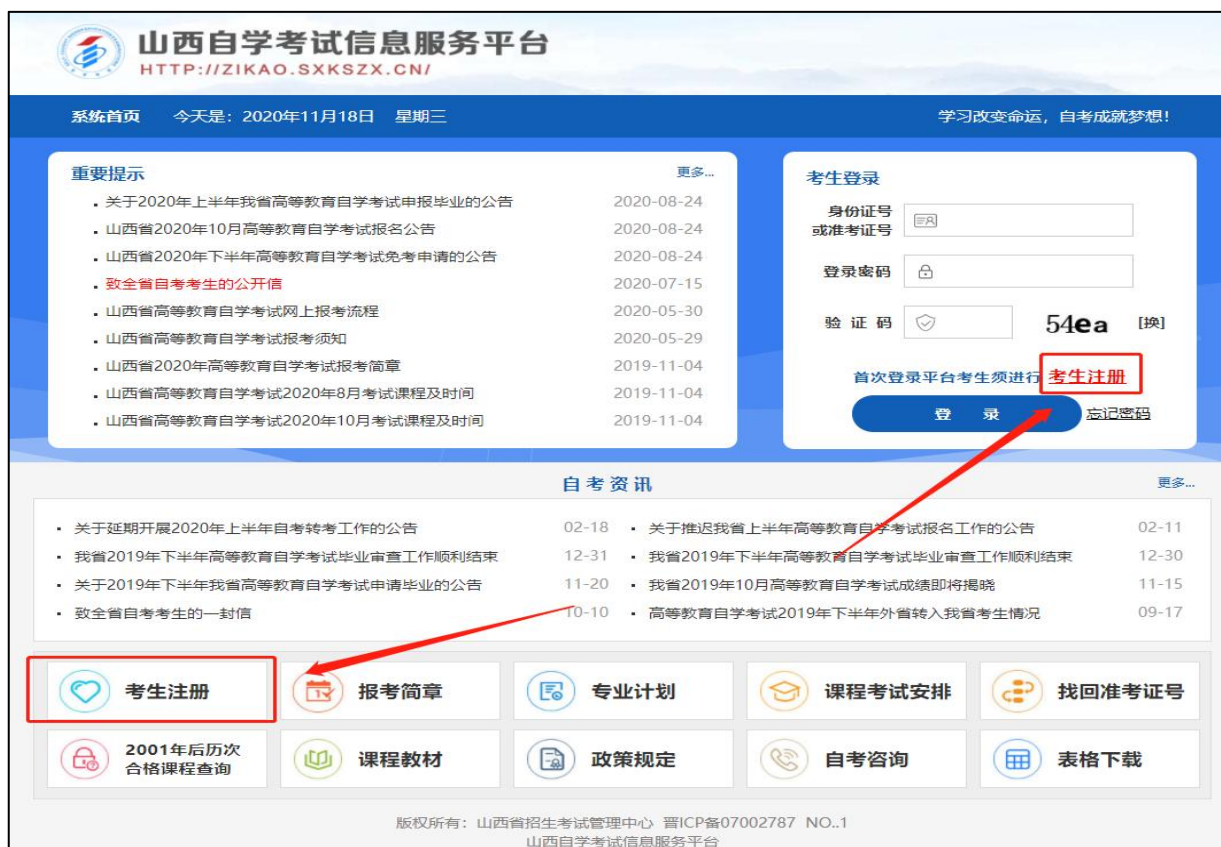 山西自学考试信息服务平台
HTTP://ZIKAO.SXKSZX.CN/
系统首页 今天是：2020年11月18日 星期三 学习改变命运，自考成就梦想！
重要提示 更多...
关于2020年上半年我省高等教育自学考试申报毕业的公告 2020-08-24
山西省2020年10月高等教育自学考试报名公告 2020-08-24
山西省2020年下半年高等教育自学考试免考申请的公告 2020-08-24
致全省自考考生的公开信 2020-07-15
山西省高等教育自学考试网上报考流程 2020-05-30
山西省高等教育自学考试报考须知 2020-05-29
山西省2020年高等教育自学考试报考简章 2019-11-04
山西省高等教育自学考试2020年8月考试课程及时间 2019-11-04
山西省高等教育自学考试2020年10月考试课程及时间 2019-11-04
考生登录
身份证号
或准考证号
登录密码
验 证 码 54ea [换]
首次登录平台考生须进行 考生注册
登 录 忘记密码
自 考 资 讯 更多...
关于延期开展2020年上半年自考转考工作的公告 02-18
关于推迟我省上半年高等教育自学考试报名工作的公告 02-11
我省2019年下半年高等教育自学考试毕业审查工作顺利结束 12-31
我省2019年下半年高等教育自学考试毕业审查工作顺利结束 12-30
关于2019年下半年我省高等教育自学考试申请毕业的公告 11-20
我省2019年10月高等教育自学考试成绩即将揭晓 11-15
致全省自考考生的一封信 10-10
高等教育自学考试2019年下半年外省转入我省考生情况 09-17
考生注册
报考简章
专业计划
课程考试安排
找回准考证号
2001年后历次
合格课程查询
课程教材
政策规定
自考咨询
表格下载
版权所有：山西省招生考试管理中心 晋ICP备07002787 NO..1
山西自学考试信息服务平台